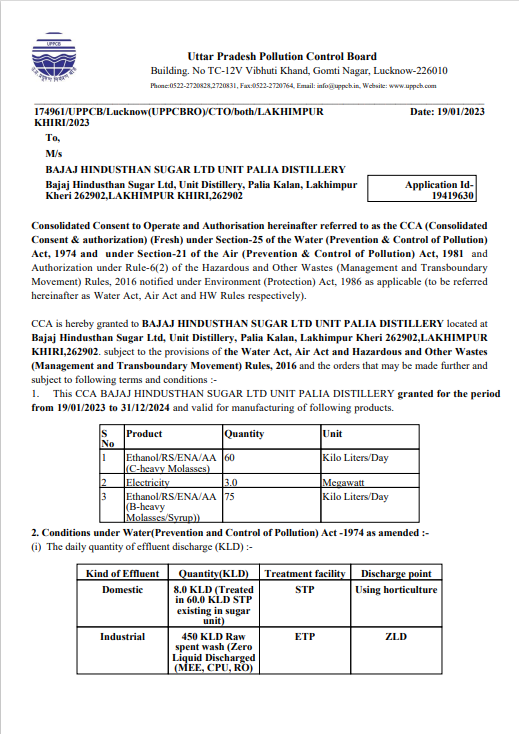 UPPCB
Uttar Pradesh Pollution Control Board
Building. No TC-12V Vibhuti Khand, Gomti Nagar, Lucknow-226010
Phone:0522-2720828,2720831, Fax:0522-2720764, Email: info@uppcb.in, Website: www.uppcb.com
174961/UPPCB/Lucknow(UPPCBRO)/CTO/both/LAKHIMPUR Date: 19/01/2023
KHIRI/2023
To,
M/s
BAJAJ HINDUSTHAN SUGAR LTD UNIT PALIA DISTILLERY
Bajaj Hindusthan Sugar Ltd, Unit Distillery, Palia Kalan, Lakhimpur
Kheri 262902,LAKHIMPUR KHIRI,262902
Application Id-
19419630
Consolidated Consent to Operate and Authorisation hereinafter referred to as the CCA (Consolidated
Consent & authorization) (Fresh) under Section-25 of the Water (Prevention & Control of Pollution)
Act, 1974 and under Section-21 of the Air (Prevention & Control of Pollution) Act, 1981 and
Authorization under Rule-6(2) of the Hazardous and Other Wastes (Management and Transboundary
Movement) Rules, 2016 notified under Environment (Protection) Act, 1986 as applicable (to be referred
hereinafter as Water Act, Air Act and HW Rules respectively).
CCA is hereby granted to BAJAJ HINDUSTHAN SUGAR LTD UNIT PALIA DISTILLERY located at
Bajaj Hindusthan Sugar Ltd, Unit Distillery, Palia Kalan, Lakhimpur Kheri 262902,LAKHIMPUR
KHIRI,262902. subject to the provisions of the Water Act, Air Act and Hazardous and Other Wastes
(Management and Transboundary Movement) Rules, 2016 and the orders that may be made further and
subject to following terms and conditions :-
1. This CCA BAJAJ HINDUSTHAN SUGAR LTD UNIT PALIA DISTILLERY granted for the period
from 19/01/2023 to 31/12/2024 and valid for manufacturing of following products.
S No Product Quantity Unit
1 Ethanol/RS/ENA/AA (C-heavy Molasses) 60 Kilo Liters/Day
2 Electricity 3.0 Megawatt
3 Ethanol/RS/ENA/AA (B-heavy Molasses/Syrup)) 75 Kilo Liters/Day
2. Conditions under Water(Prevention and Control of Pollution) Act -1974 as amended :-
(i) The daily quantity of effluent discharge (KLD) :-
Kind of Effluent Quantity(KLD) Treatment facility Discharge point
Domestic 8.0 KLD (Treated in 60.0 KLD STP existing in sugar unit) STP Using horticulture
Industrial 450 KLD Raw spent wash (Zero Liquid Discharged (MEE, CPU, RO) ETP ZLD